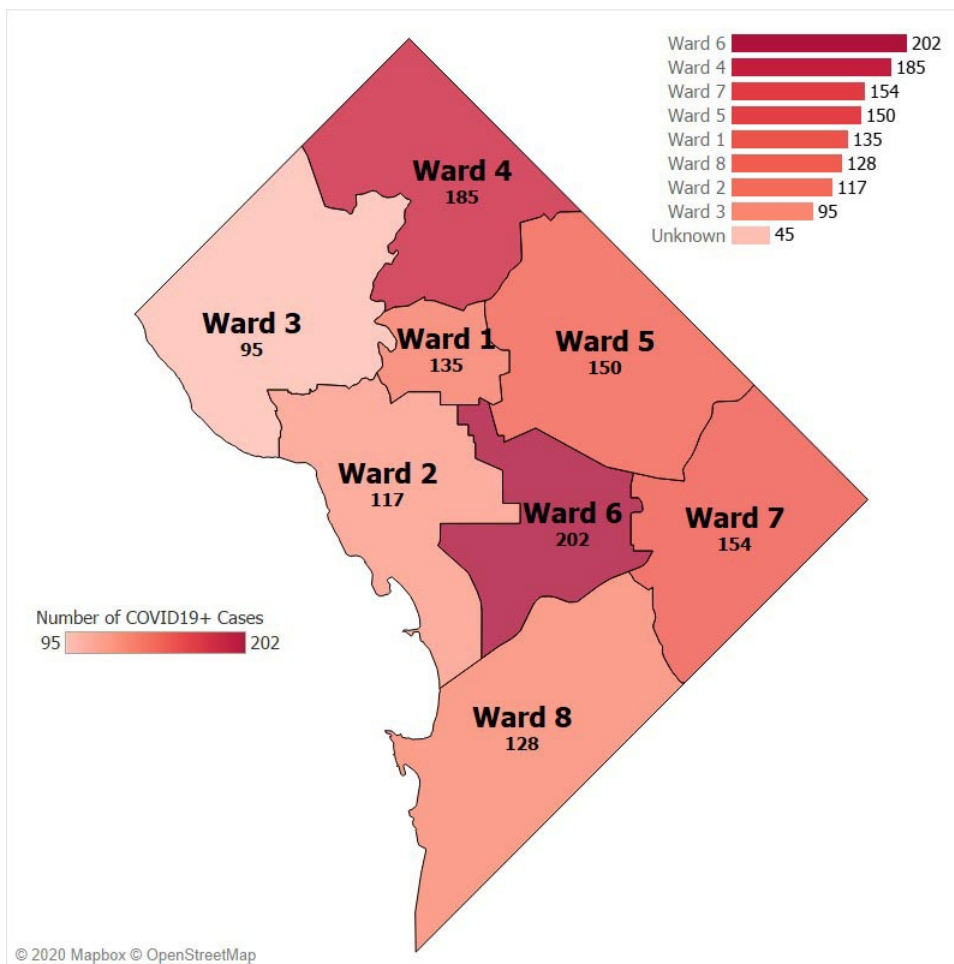 Ward 6 202
Ward 4 185
Ward 7 154
Ward 5 150
Ward 1 135
Ward 8 128
Ward 2 117
Ward 3 95
Unknown 45
Ward 4
185
Ward 3
95
Ward 1
135
Ward 5
150
Ward 2
117
Ward 6
202
Ward 7
154
Number of COVID19+ Cases
95 202
Ward 8
128
© 2020 Mapbox © OpenStreetMap